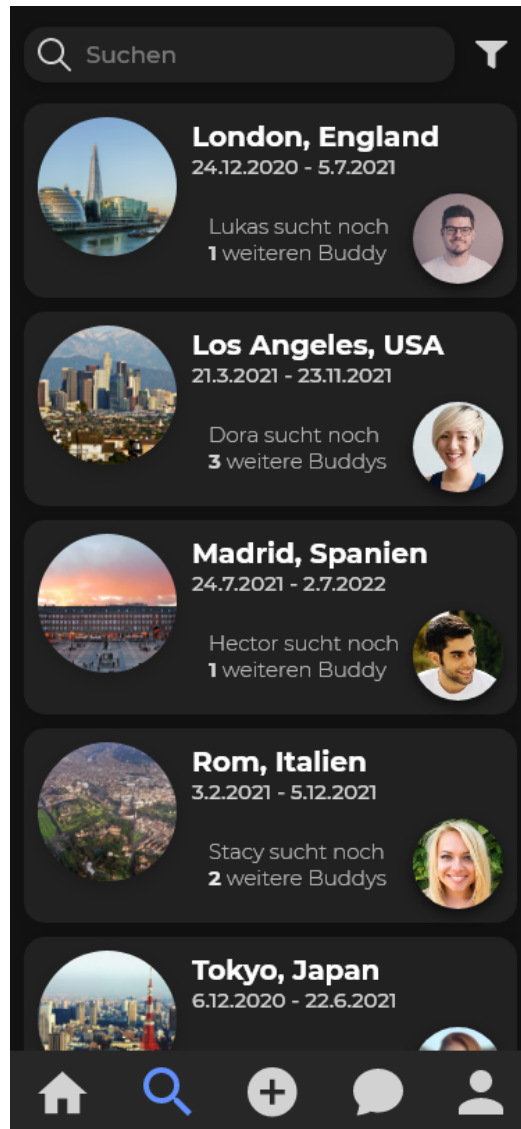 Suchen
London, England
24.12.2020 - 5.7.2021
Lukas sucht noch
1 weiteren Buddy
Los Angeles, USA
21.3.2021 - 23.11.2021
Dora sucht noch
3 weitere Buddys
Madrid, Spanien
24.7.2021 - 2.7.2022
Hector sucht noch
1 weiteren Buddy
Rom, Italien
3.2.2021 - 5.12.2021
Stacy sucht noch
2 weitere Buddys
Tokyo, Japan
6.12.2020 - 22.6.2021